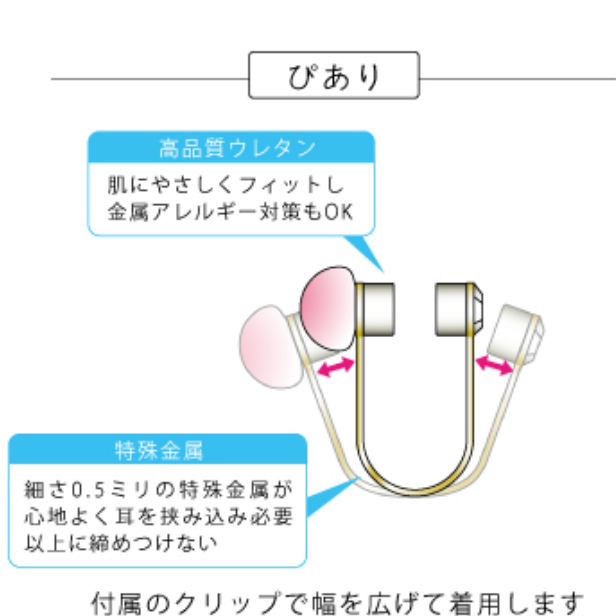 ぴあり
高品質ウレタン
肌にやさしくフィットし
金属アレルギー対策もOK
特殊金属
細さ0.5ミリの特殊金属が
心地よく耳を挟み込み必要
以上に締めつけない
付属のクリップで幅を広げて着用します